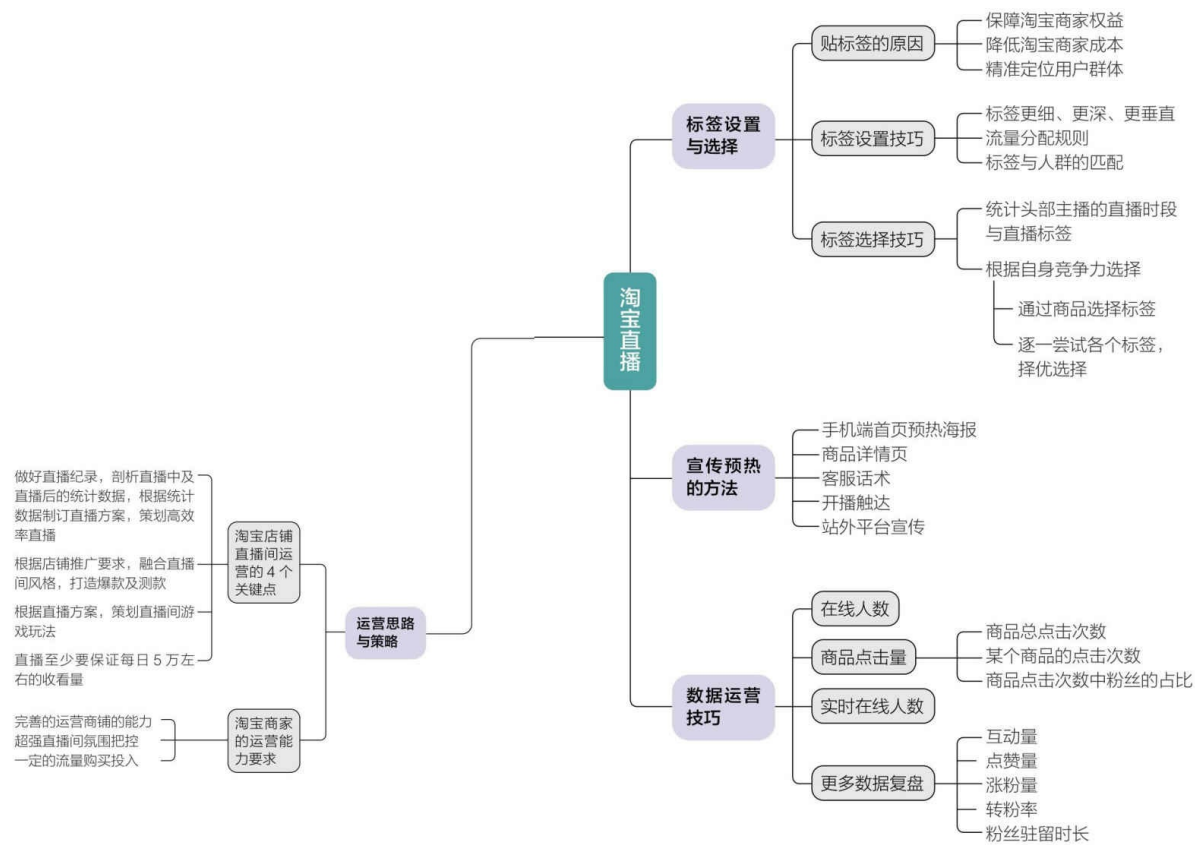 淘宝直播
标签设置
与选择
贴标签的原因
保障淘宝商家权益
降低淘宝商家成本
精准定位用户群体
标签设置技巧
标签更细、更深、更垂直
流量分配规则
标签与人群的匹配
标签选择技巧
统计头部主播的直播时段
与直播标签
根据自身竞争力选择
通过商品选择标签
逐一尝试各个标签，
择优选择
宣传预热
的方法
手机端首页预热海报
商品详情页
客服话术
开播触达
站外平台宣传
数据运营
技巧
在线人数
商品点击量
商品总点击次数
某个商品的点击次数
商品点击次数中粉丝的占比
实时在线人数
更多数据复盘
互动量
点赞量
涨粉量
转粉率
粉丝驻留时长
运营思路
与策略
淘宝店铺
直播间运
营的 4 个
关键点
做好直播纪录，剖析直播中及
直播后的统计数据，根据统计
数据制订直播方案，策划高效
率直播
根据店铺推广要求，融合直播
间风格，打造爆款及测款
根据直播方案，策划直播间游
戏玩法
直播至少要保证每日 5 万左
右的收看量
淘宝商家
的运营能
力要求
完善的运营商铺的能力
超强直播间氛围把控
一定的流量购买投入